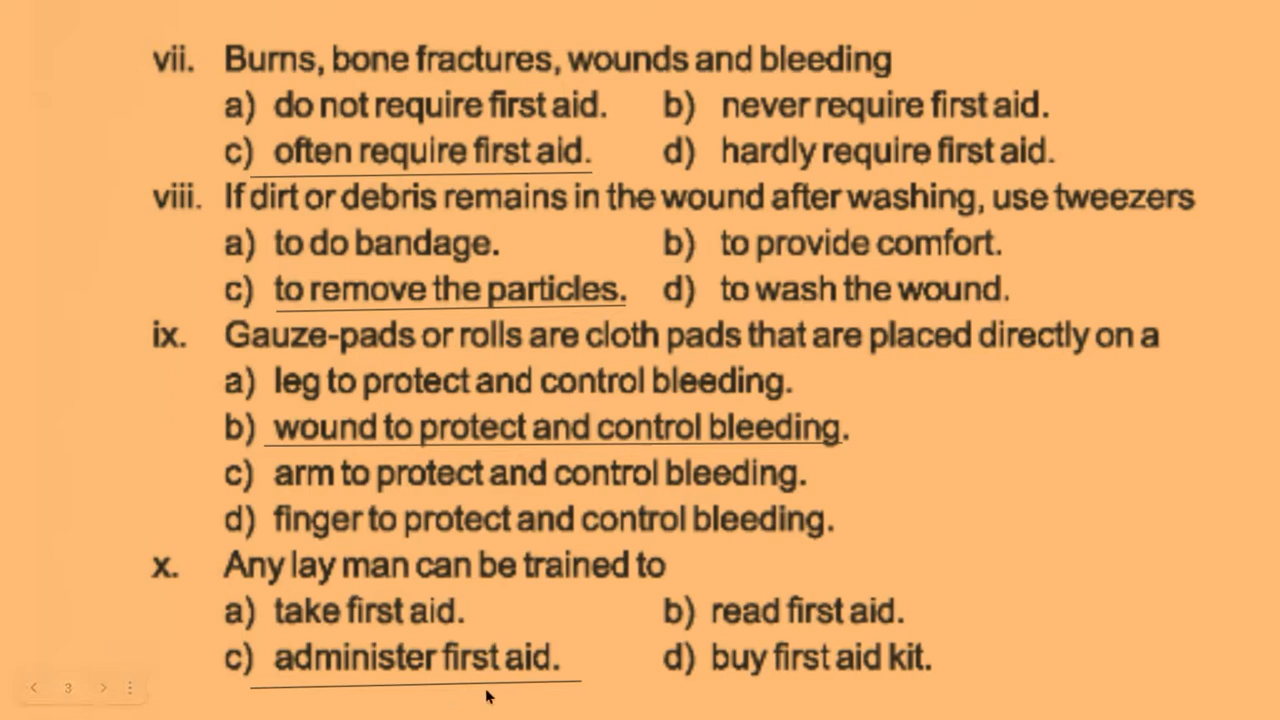 vii. Burns, bone fractures, wounds and bleeding
a) do not require first aid. b) never require first aid.
c) often require first aid. d) hardly require first aid.
viii. If dirt or debris remains in the wound after washing, use tweezers
a) to do bandage. b) to provide comfort.
c) to remove the particles. d) to wash the wound.
ix. Gauze-pads or rolls are cloth pads that are placed directly on a
a) leg to protect and control bleeding.
b) wound to protect and control bleeding.
c) arm to protect and control bleeding.
d) finger to protect and control bleeding.
x. Any lay man can be trained to
a) take first aid. b) read first aid.
c) administer first aid. d) buy first aid kit.
3